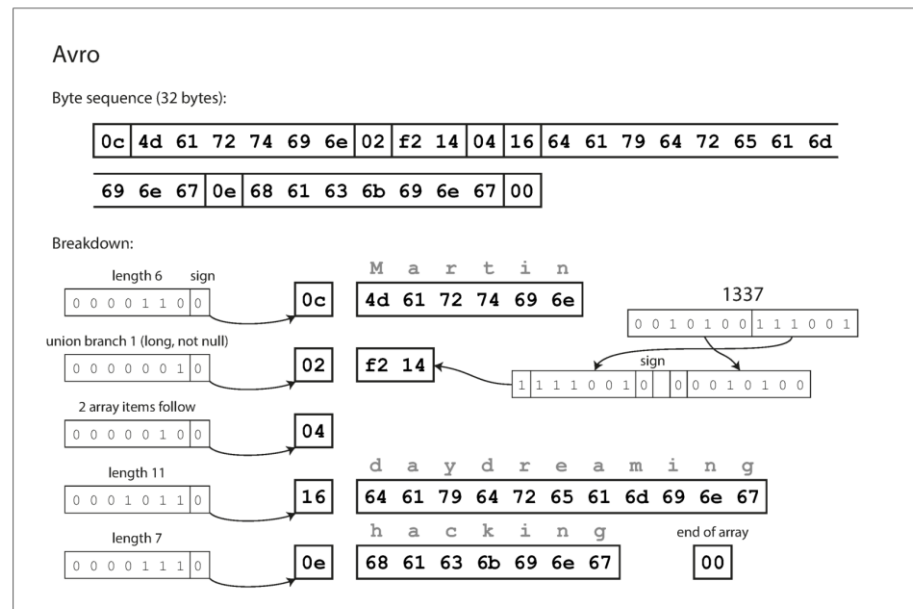 Avro
Byte sequence (32 bytes):
0c 4d 61 72 74 69 6e 02 f2 14 04 16 64 61 79 64 72 65 61 6d
69 6e 67 0e 68 61 63 6b 69 6e 67 00
Breakdown:
length 6 sign
M a r t i n
0 0 0 0 1 1 0 0
0c
4d 61 72 74 69 6e
1337
0 0 1 0 1 0 0 1 1 1 0 0 1
union branch 1 (long, not null)
0 0 0 0 0 0 1 0
02
f2 14
sign
1 1 1 1 0 0 1 0 0 0 0 1 0 1 0 0
2 array items follow
0 0 0 0 0 1 0 0
04
length 11
d a y d r e a m i n g
0 0 0 1 0 1 1 0
16
64 61 79 64 72 65 61 6d 69 6e 67
length 7
h a c k i n g
end of array
0 0 0 0 1 1 1 0
0e
68 61 63 6b 69 6e 67
00